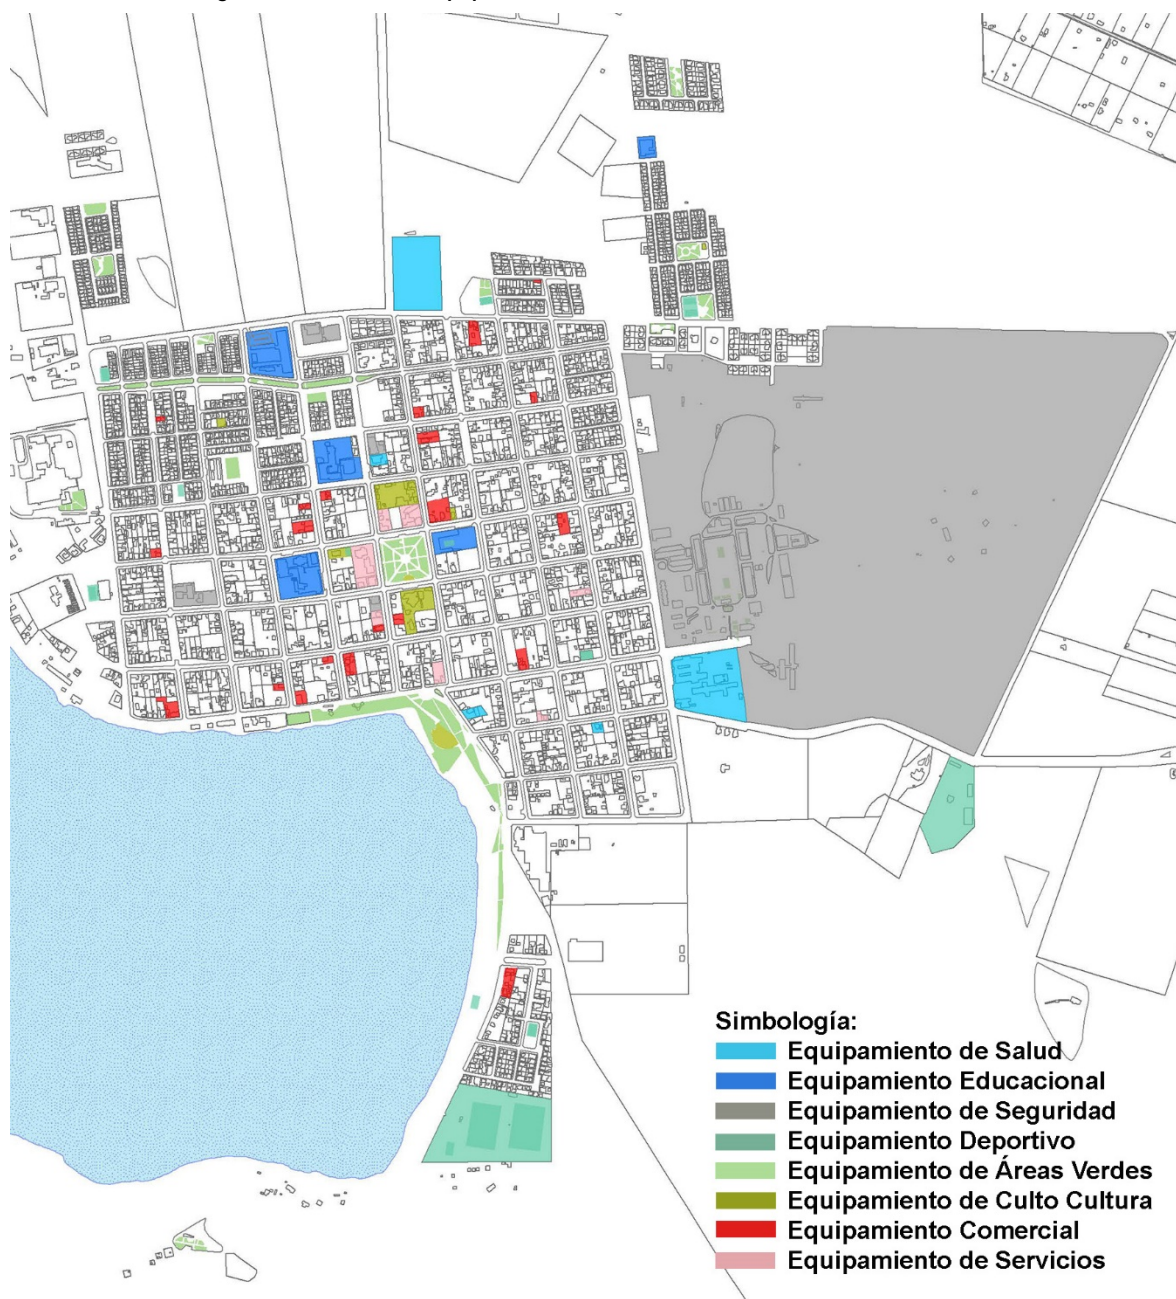 Simbología:
Equipamiento de Salud
Equipamiento Educacional
Equipamiento de Seguridad
Equipamiento Deportivo
Equipamiento de Áreas Verdes
Equipamiento de Culto Cultura
Equipamiento Comercial
Equipamiento de Servicios